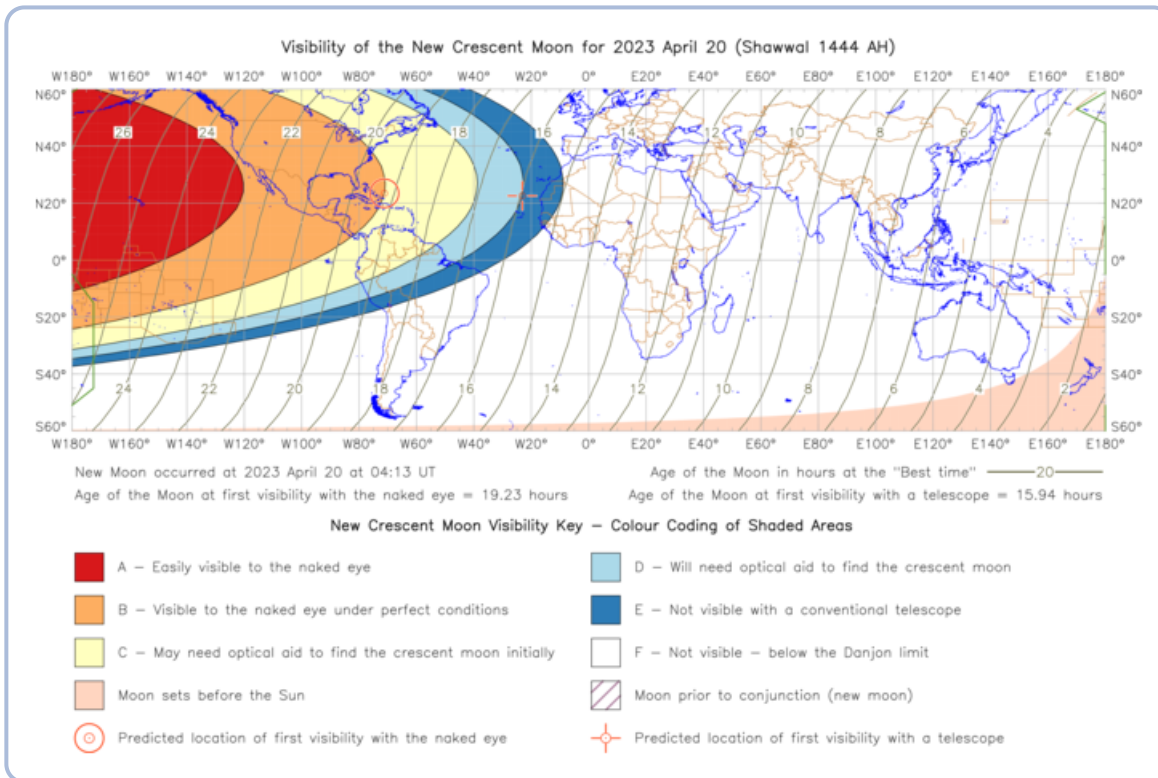 Visibility of the New Crescent Moon for 2023 April 20 (Shawwal 1444 AH)
W180° W160° W140° W120° W100° W80° W60° W40° W20° 0° E20° E40° E60° E80° E100° E120° E140° E160° E180°
N60° N60°
26 24 22 20 18 16 14 12 10 8 6 4
N40° N40°
N20° N20°
0° 0°
S20° S20°
S40° S40°
24 22 20 18 16 14 12 10 8 6 4 2
S60° S60°
W180° W160° W140° W120° W100° W80° W60° W40° W20° 0° E20° E40° E60° E80° E100° E120° E140° E160° E180°
New Moon occurred at 2023 April 20 at 04:13 UT
Age of the Moon in hours at the "Best time" 20
Age of the Moon at first visibility with the naked eye = 19.23 hours
Age of the Moon at first visibility with a telescope = 15.94 hours
New Crescent Moon Visibility Key – Colour Coding of Shaded Areas
A – Easily visible to the naked eye
D – Will need optical aid to find the crescent moon
B – Visible to the naked eye under perfect conditions
E – Not visible with a conventional telescope
C – May need optical aid to find the crescent moon initially
F – Not visible – below the Danjon limit
Moon sets before the Sun
Moon prior to conjunction (new moon)
Predicted location of first visibility with the naked eye
Predicted location of first visibility with a telescope